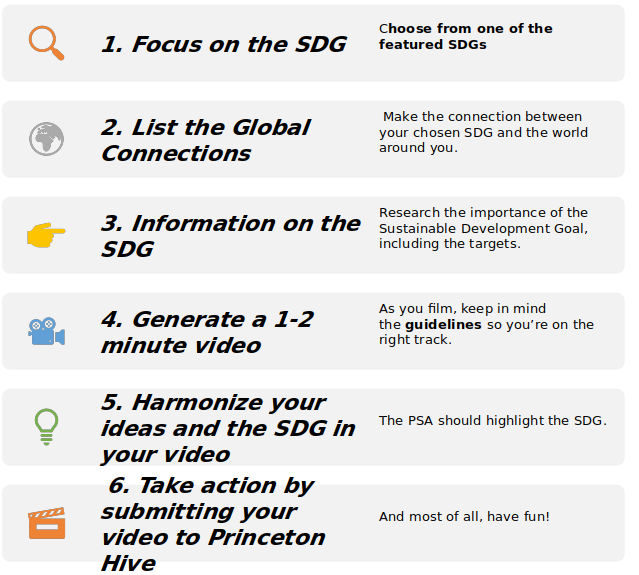 1. Focus on the SDG
Choose from one of the
featured SDGs
2. List the Global
Connections
Make the connection between
your chosen SDG and the world
around you.
3. Information on the
SDG
Research the importance of the
Sustainable Development Goal,
including the targets.
4. Generate a 1-2
minute video
As you film, keep in mind
the guidelines so you’re on the
right track.
5. Harmonize your
ideas and the SDG in
your video
The PSA should highlight the SDG.
6. Take action by
submitting your
video to Princeton
Hive
And most of all, have fun!